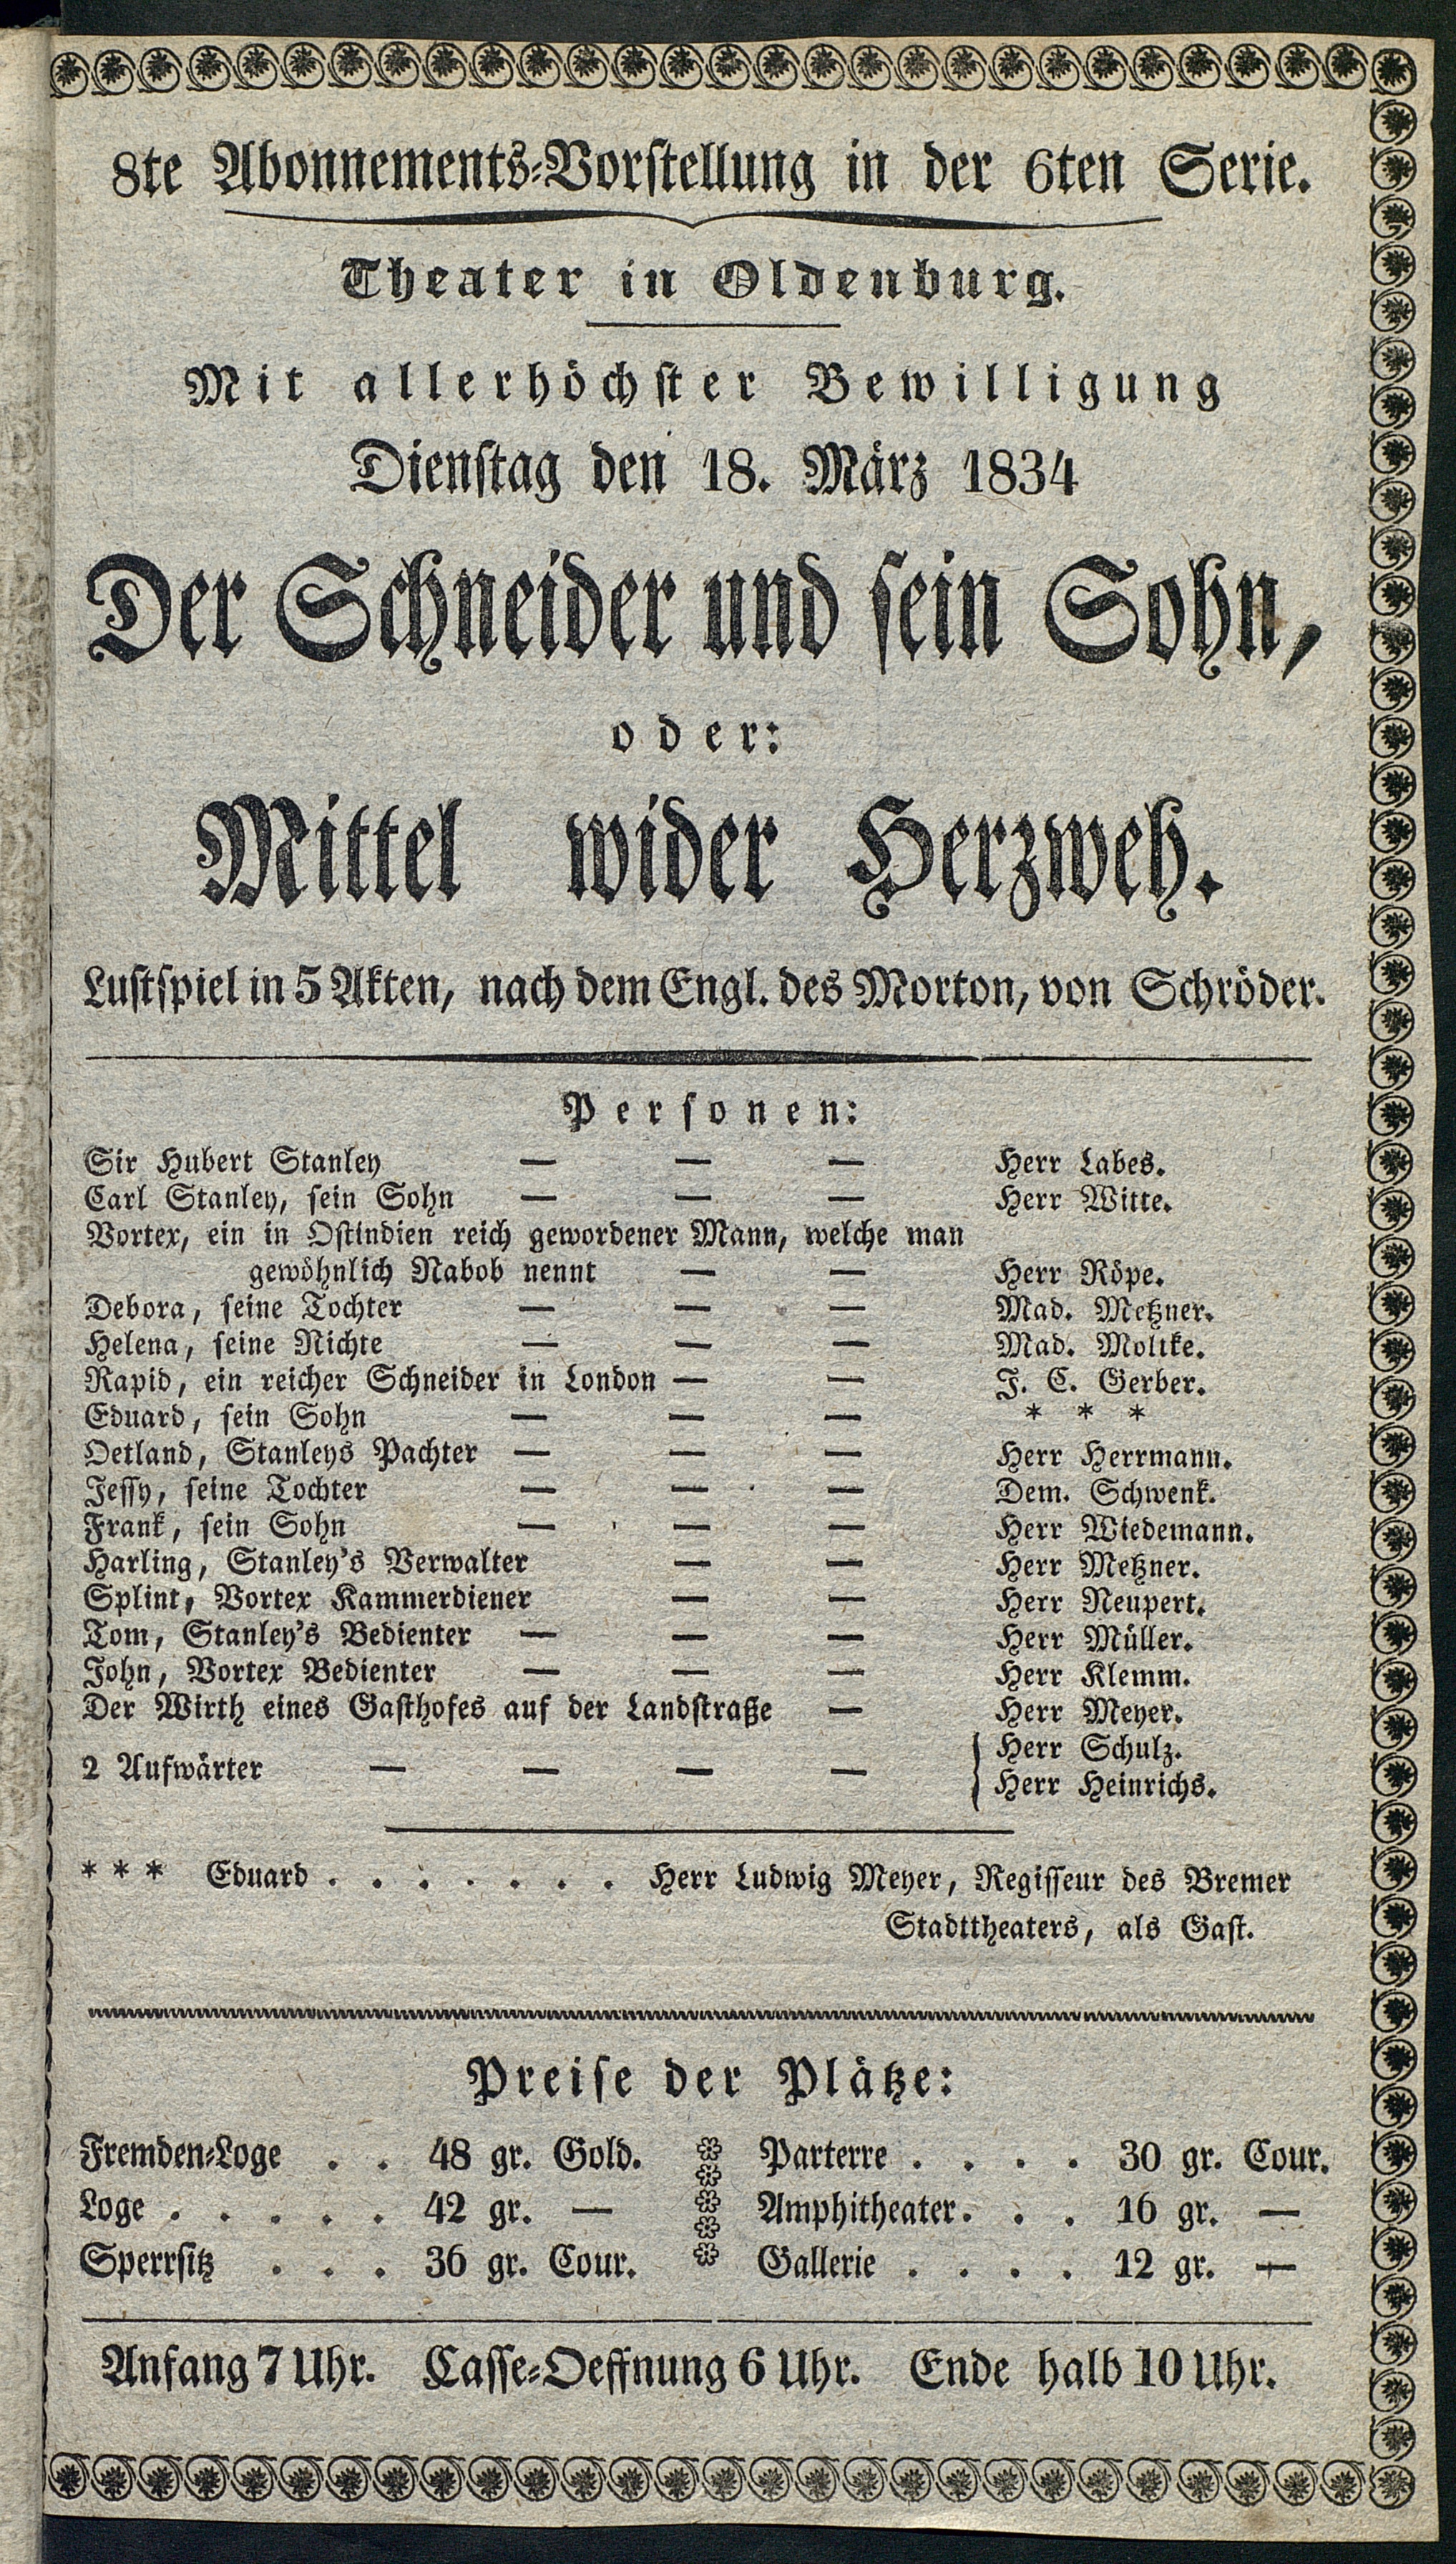 8te Abonnements-Vorstellung in der 6ten Serie.
Theater in Oldenburg.
Mit allerhöchster Bewilligung
Dienstag den 18. März 1834
Der Schneider und sein Sohn,
oder:
Mittel wider Herzweh.
Lustspiel in 5 Akten, nach dem Engl. des Morton, von Schröder.
Personen:
Sir Hubert Stanley — — — Herr Labes.
Carl Stanley, sein Sohn — — — Herr Witte.
Vortex, ein in Ostindien reich gewordener Mann, welche man
gewöhnlich Nabob nennt — — Herr Röpe.
Debora, seine Tochter — — — Mad. Metzner.
Helena, seine Nichte — — — Mad. Moltke.
Rapid, ein reicher Schneider in London — — J. C. Gerber.
Eduard, sein Sohn — — — * * *
Oetland, Stanleys Pachter — — — Herr Herrmann.
Jessy, seine Tochter — — — Dem. Schwenk.
Frank, sein Sohn — — — Herr Wiedemann.
Harling, Stanley's Verwalter — — Herr Metzner.
Splint, Vortex Kammerdiener — — Herr Neupert.
Tom, Stanley's Bedienter — — — Herr Müller.
John, Vortex Bedienter — — — Herr Klemm.
Der Wirth eines Gasthofes auf der Landstraße — Herr Meyer.
2 Aufwärter — — — — { Herr Schulz.
Herr Heinrichs.
* * * Eduard . . . . . . . Herr Ludwig Meyer, Regisseur des Bremer
Stadttheaters, als Gast.
Preise der Plätze:
Fremden-Loge . . 48 gr. Gold. Parterre . . . . 30 gr. Cour.
Loge . . . . . 42 gr. — Amphitheater. . . 16 gr. —
Sperrsitz . . . 36 gr. Cour. Gallerie . . . . 12 gr. —
Anfang 7 Uhr. Casse-Oeffnung 6 Uhr. Ende halb 10 Uhr.